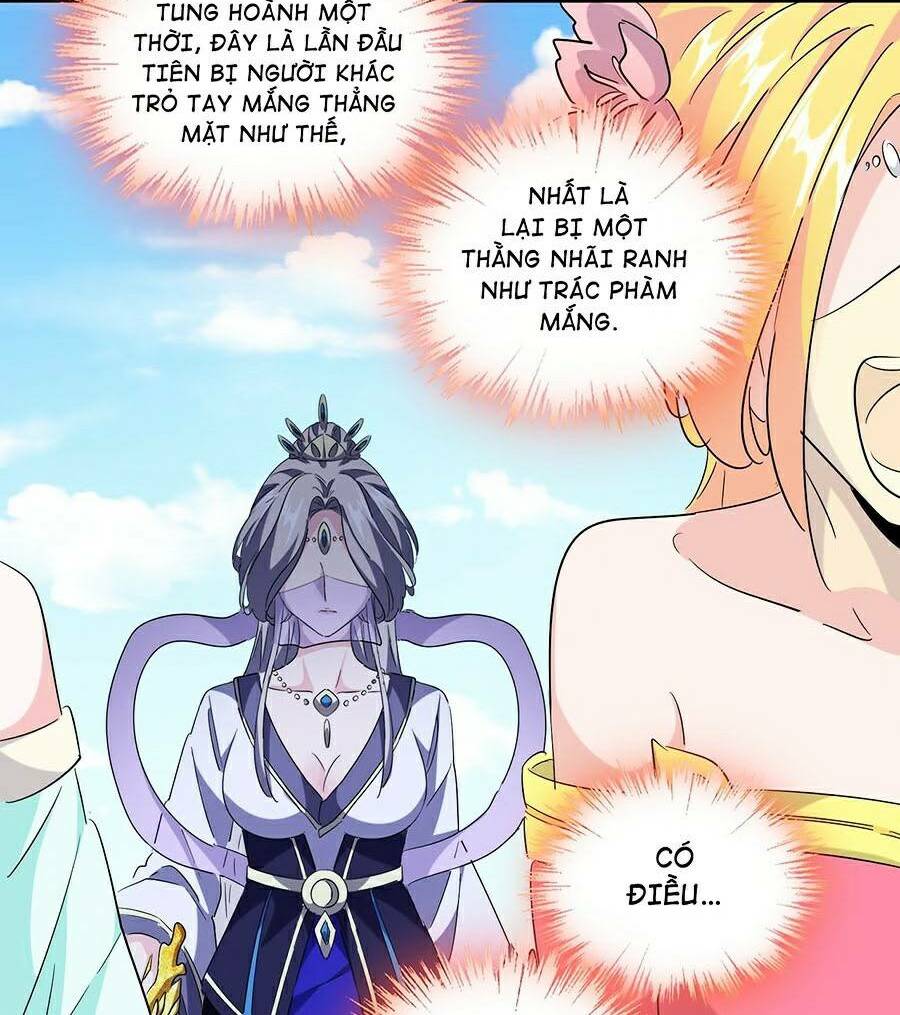 TUNG HOÀNH MỘT
THỜI, ĐÂY LÀ LẦN ĐẦU
TIÊN BỊ NGƯỜI KHÁC
TRỎ TAY MẮNG THẲNG
MẶT NHƯ THẾ,
NHẤT LÀ
LẠI BỊ MỘT
THẰNG NHÃI RANH
NHƯ TRÁC PHÀM
MẮNG.
CÓ
ĐIỀU...